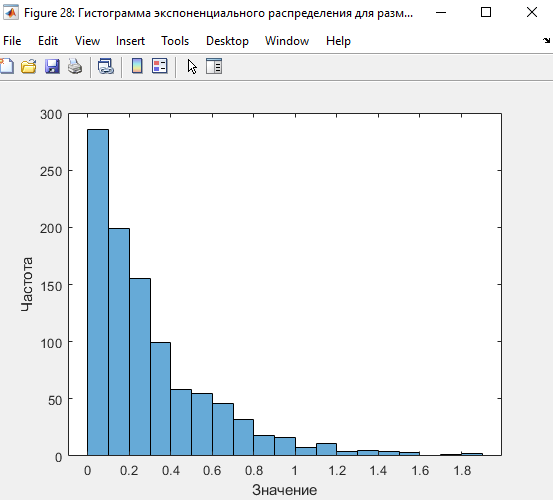 Figure 28: Гистограмма экспоненциального распределения для разм...
File Edit View Insert Tools Desktop Window Help
300
250
200
150
100
50
0
Частота
0 0.2 0.4 0.6 0.8 1 1.2 1.4 1.6 1.8
Значение